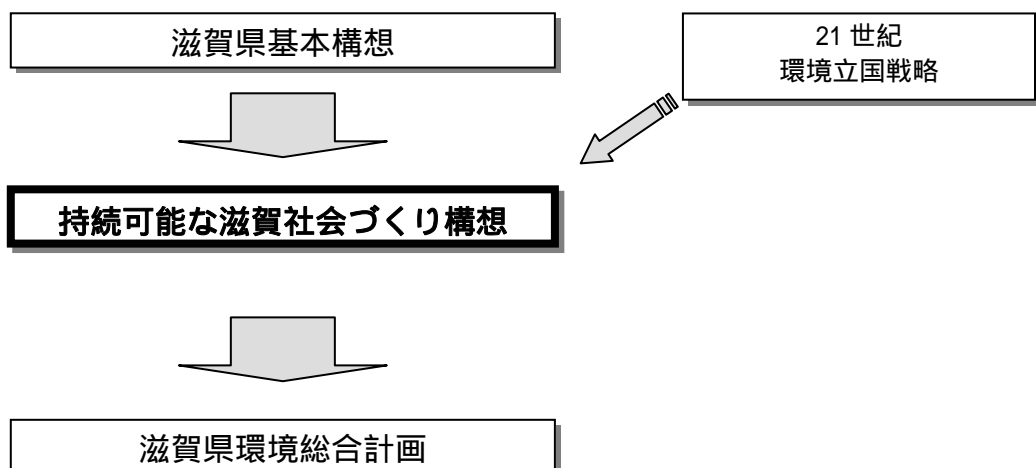 滋賀県基本構想
21 世紀
環境立国戦略
持続可能な滋賀社会づくり構想
滋賀県環境総合計画